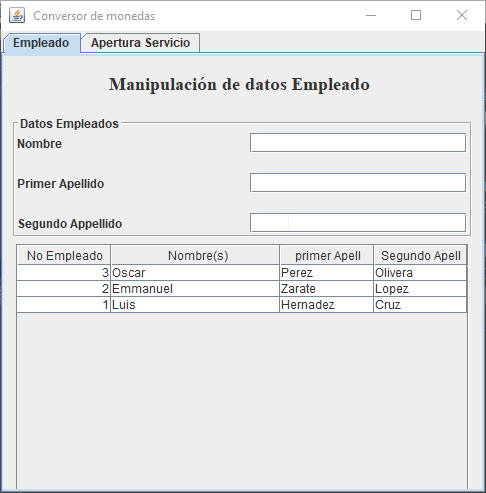 Conversor de monedas
Empleado Apertura Servicio
Manipulación de datos Empleado
Datos Empleados
Nombre
Primer Apellido
Segundo Appellido
No Empleado Nombre(s) primer Apell Segundo Apell
3 Oscar Perez Olivera
2 Emmanuel Zarate Lopez
1 Luis Hernadez Cruz